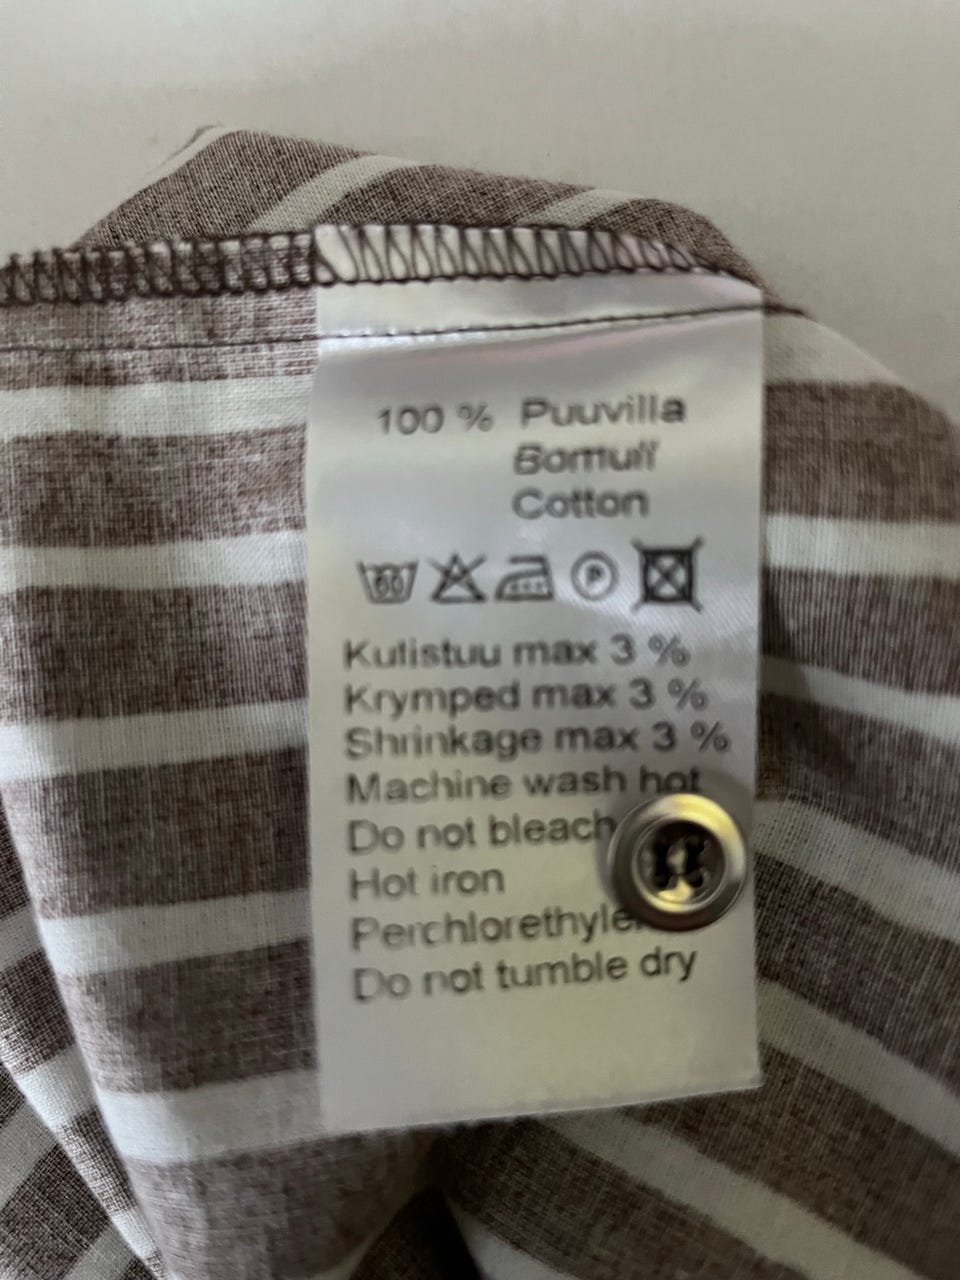 100 % Puuvilla
Bomull
Cotton
60 P
Kutistuu max 3 %
Krymped max 3 %
Shrinkage max 3 %
Machine wash hot
Do not bleach
Hot iron
Do not tumble dry